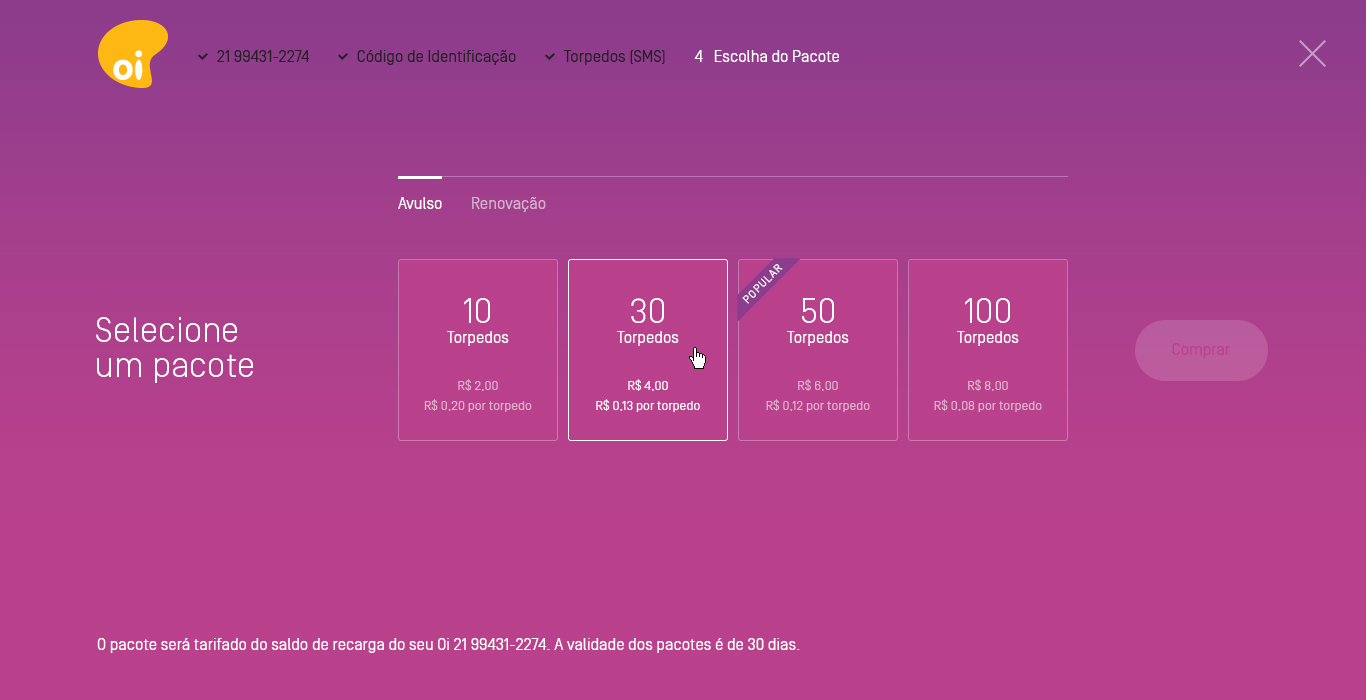 oi
21 99431-2274
Código de Identificação
Torpedos (SMS)
4 Escolha do Pacote
Avulso
Renovação
Selecione
um pacote
10
Torpedos
R$ 2,00
R$ 0,20 por torpedo
30
Torpedos
R$ 4,00
R$ 0,13 por torpedo
POPULAR
50
Torpedos
R$ 6,00
R$ 0,12 por torpedo
100
Torpedos
R$ 8,00
R$ 0,08 por torpedo
Comprar
O pacote será tarifado do saldo de recarga do seu Oi 21 99431-2274. A validade dos pacotes é de 30 dias.